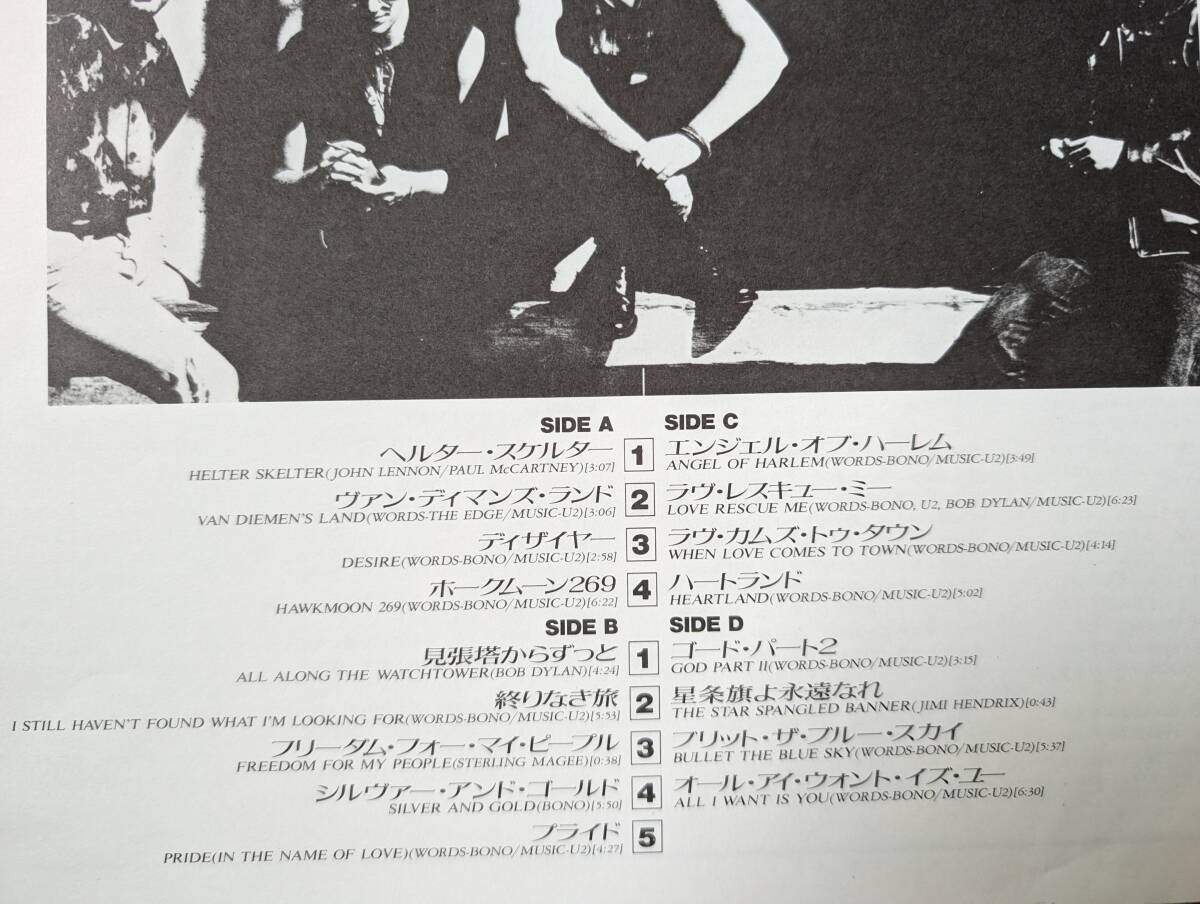 SIDE A
ヘルター・スケルター 1
HELTER SKELTER(JOHN LENNON/PAUL McCARTNEY)[3:07]
ヴァン・ディマンズ・ランド 2
VAN DIEMEN'S LAND(WORDS-THE EDGE/MUSIC-U2)[3:06]
ディザイヤー 3
DESIRE(WORDS-BONO/MUSIC-U2)[2:58]
ホークムーン269 4
HAWKMOON 269(WORDS-BONO/MUSIC-U2)[6:22]
SIDE B
見張塔からずっと 1
ALL ALONG THE WATCHTOWER(BOB DYLAN)[4:24]
終りなき旅 2
I STILL HAVEN'T FOUND WHAT I'M LOOKING FOR(WORDS-BONO/MUSIC-U2)[5:53]
フリーダム・フォー・マイ・ピープル 3
FREEDOM FOR MY PEOPLE(STERLING MAGEE)[0:38]
シルヴァー・アンド・ゴールド 4
SILVER AND GOLD(BONO)[5:50]
プライド 5
PRIDE(IN THE NAME OF LOVE)(WORDS-BONO/MUSIC-U2)[4:27]
SIDE C
エンジェル・オブ・ハーレム
ANGEL OF HARLEM(WORDS-BONO/MUSIC-U2)[3:49]
ラヴ・レスキュー・ミー
LOVE RESCUE ME(WORDS-BONO, U2, BOB DYLAN/MUSIC-U2)[6:23]
ラヴ・カムズ・トゥ・タウン
WHEN LOVE COMES TO TOWN(WORDS-BONO/MUSIC-U2)[4:14]
ハートランド
HEARTLAND(WORDS-BONO/MUSIC-U2)[5:02]
SIDE D
ゴード・パート2
GOD PART II(WORDS-BONO/MUSIC-U2)[3:15]
星条旗よ永遠なれ
THE STAR SPANGLED BANNER(JIMI HENDRIX)[0:43]
ブリット・ザ・ブルー・スカイ
BULLET THE BLUE SKY(WORDS-BONO/MUSIC-U2)[5:37]
オール・アイ・ウォント・イズ・ユー
ALL I WANT IS YOU(WORDS-BONO/MUSIC-U2)[6:30]